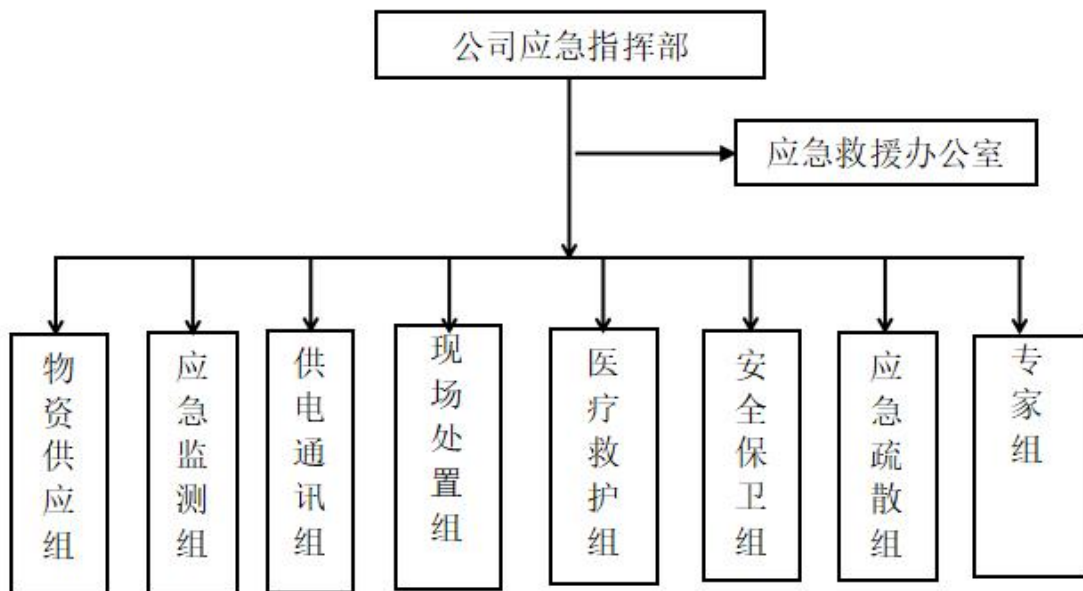 公司应急指挥部
应急救援办公室
物资供应组
应急监测组
供电通讯组
现场处置组
医疗救护组
安全保卫组
应急疏散组
专家组